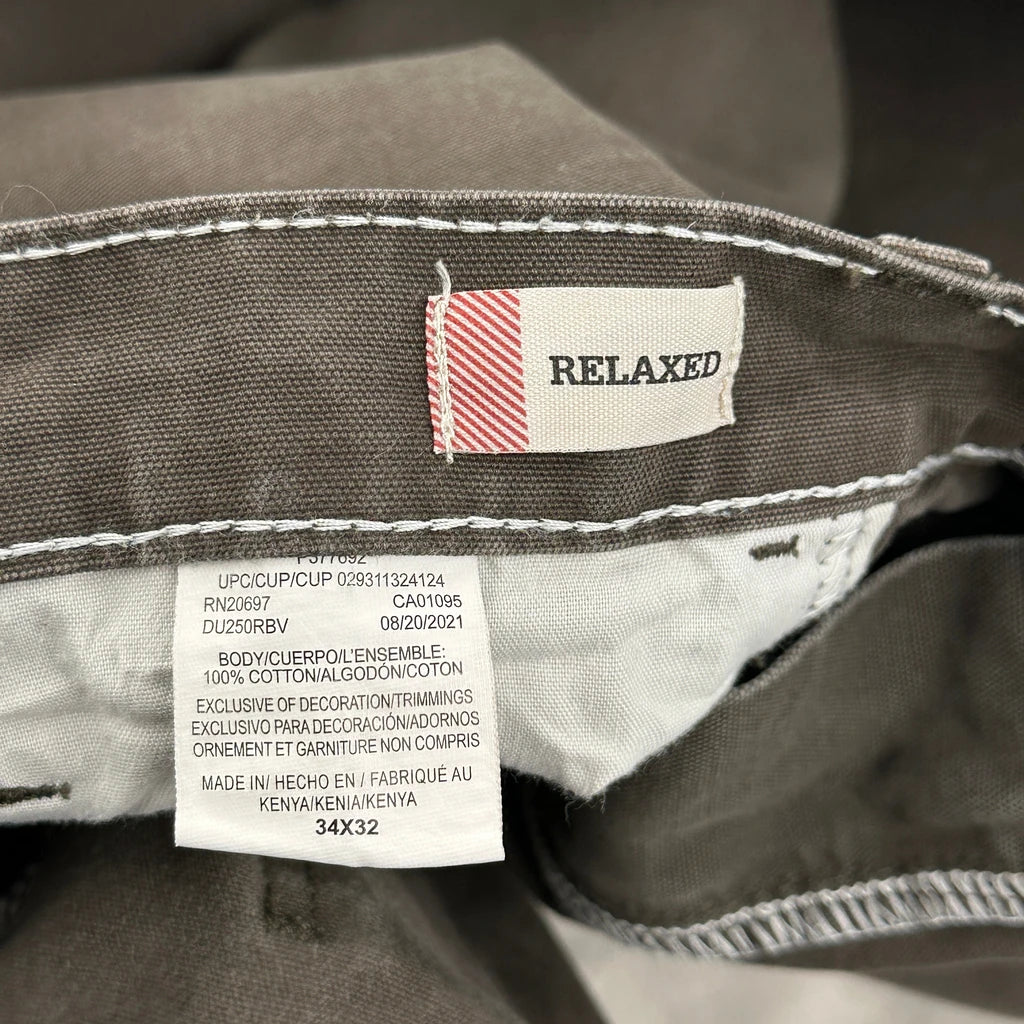 RELAXED
P377692
UPC/CUP/CUP 029311324124
RN20697 CA01095
DU250RBV 08/20/2021
BODY/CUERPO/L'ENSEMBLE:
100% COTTON/ALGODÓN/COTON
EXCLUSIVE OF DECORATION/TRIMMINGS
EXCLUSIVO PARA DECORACIÓN/ADORNOS
ORNEMENT ET GARNITURE NON COMPRIS
MADE IN/ HECHO EN / FABRIQUÉ AU
KENYA/KENIA/KENYA
34X32